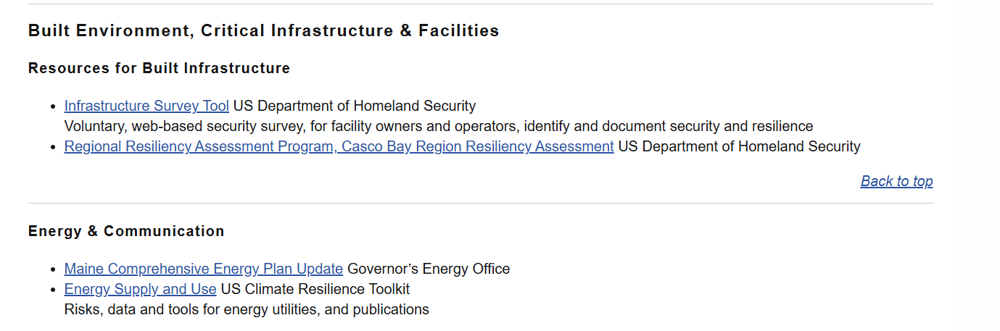 Built Environment, Critical Infrastructure & Facilities
Resources for Built Infrastructure
Infrastructure Survey Tool US Department of Homeland Security
Voluntary, web-based security survey, for facility owners and operators, identify and document security and resilience
Regional Resiliency Assessment Program, Casco Bay Region Resiliency Assessment US Department of Homeland Security
Back to top
Energy & Communication
Maine Comprehensive Energy Plan Update Governor’s Energy Office
Energy Supply and Use US Climate Resilience Toolkit
Risks, data and tools for energy utilities, and publications